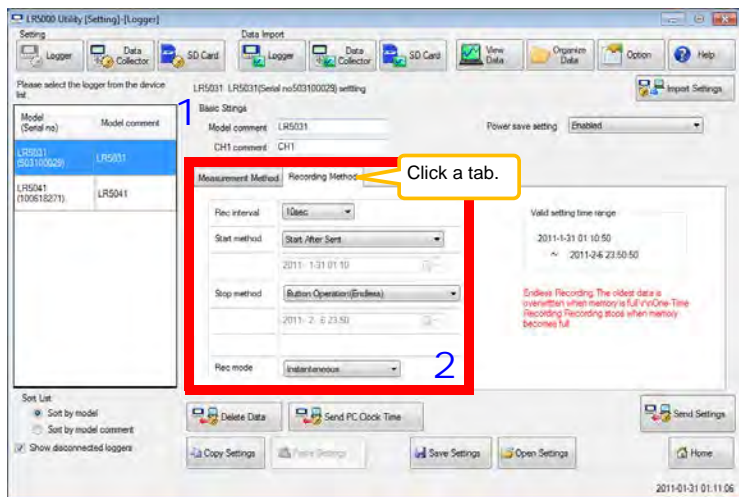 LR5000 Utility [Setting]-[Logger]
Setting
Data Import
Logger
Data Collector
SD Card
Logger
Data Collector
SD Card
View Data
Organize Data
Option
Help
Please select the logger from the device list
LR5031 LR5031(Serial no503100029) settting
Import Settings
1
Basic Sttings
Model (Serial no)
Model comment
Model comment LR5031
Power save setting Enabled
CH1 comment CH1
LR5031 (503100029)
LR5031
LR5041 (100618271)
LR5041
Measurement Method
Recording Method
Click a tab.
Rec interval 10sec
Valid setting time range
Start method Start After Sent
2011-1-31 01:10:50
~ 2011-2-6 23:50:50
2011- 1-31 01:10
Stop method Button Operation(Endless)
Endless Recording. The oldest data is
overwritten when memory is full \r\nOne-Time
Recording Recording stops when memory
becomes full
2011- 2- 6 23:50
Rec mode Instantaneous
2
Sort List
Sort by model
Sort by model comment
Show disconnected loggers
Delete Data
Send PC Clock Time
Send Settings
Copy Settings
Paste Settings
Save Settings
Open Settings
Home
2011-01-31 01:11:06